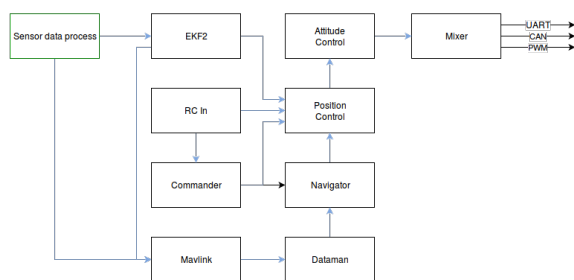 Sensor data process
EKF2
Attitude
Control
Mixer
UART
CAN
PWM
RC In
Position
Control
Commander
Navigator
Mavlink
Dataman